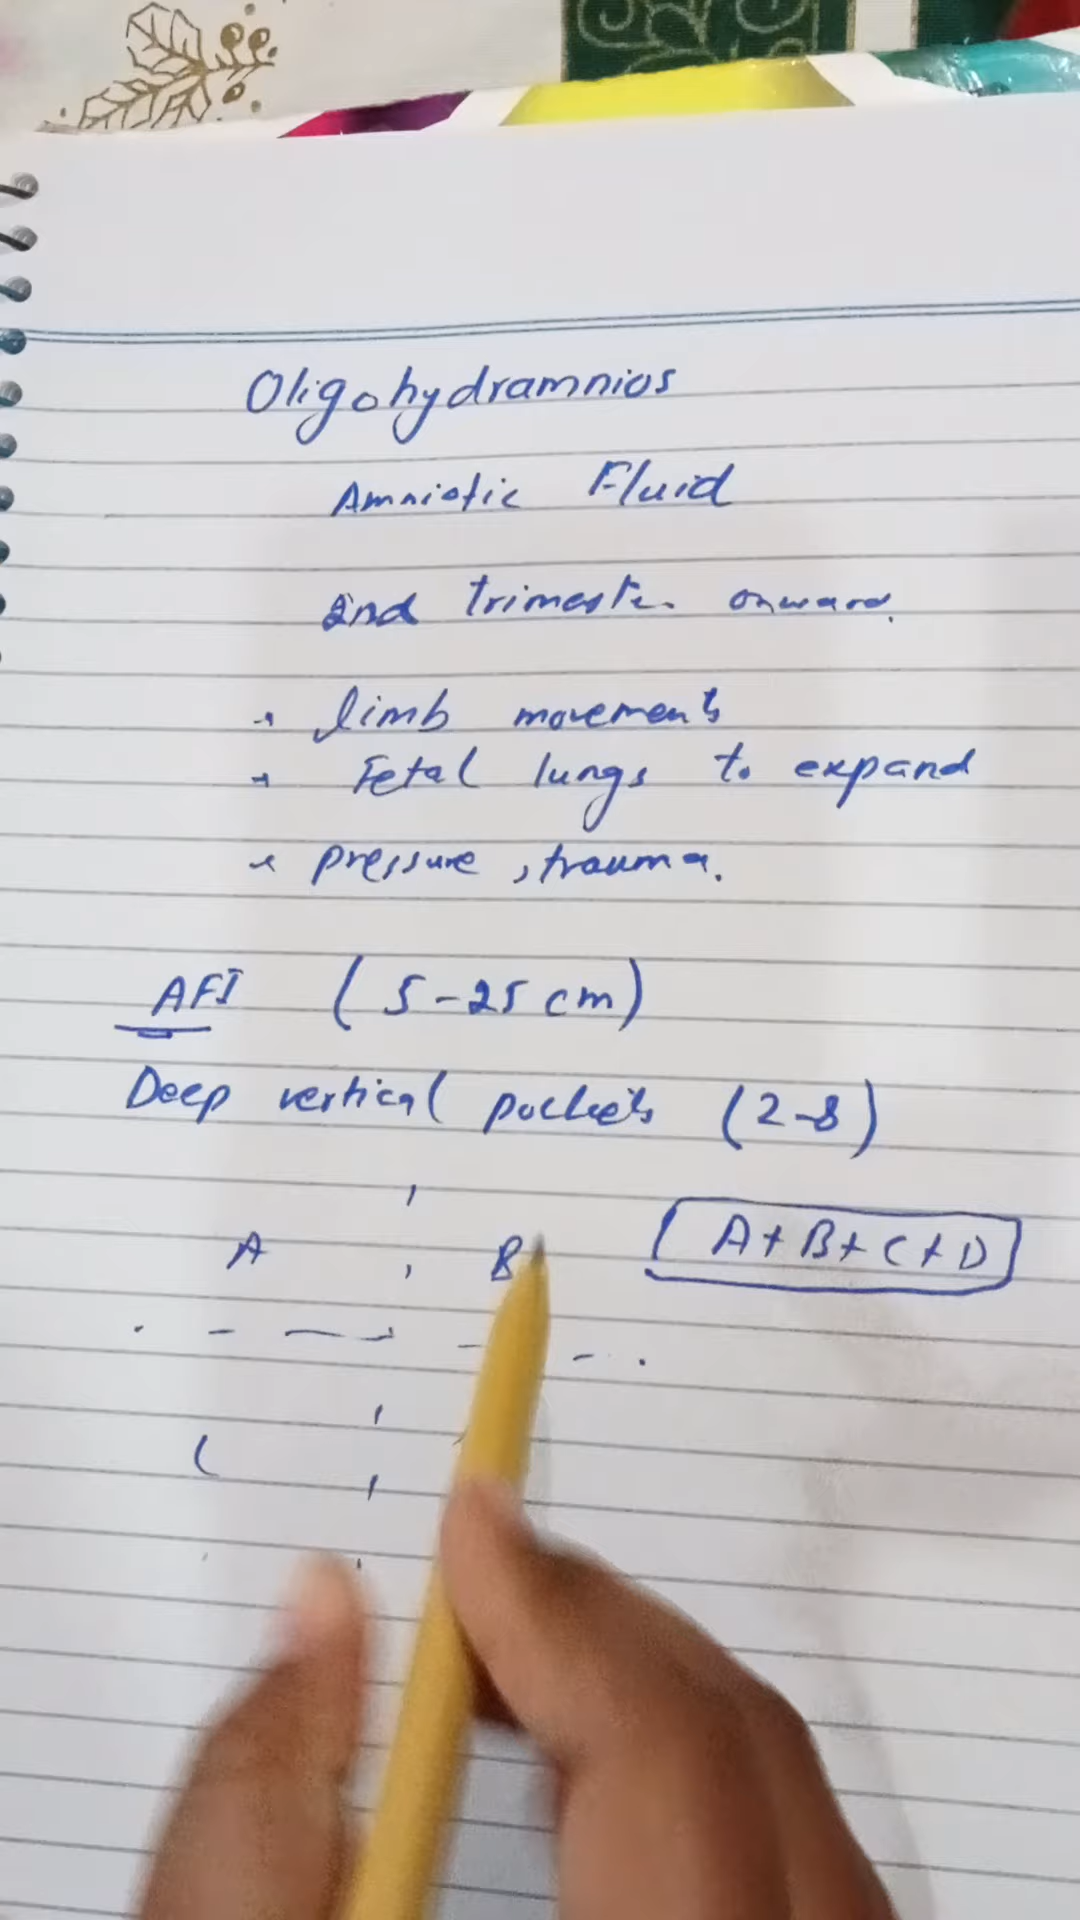 Oligohydramnios
Amniotic Fluid
2nd trimester onward.
limb movements
Fetal lungs to expand
pressure, trauma.
AFI (5-25 cm)
Deep vertical pockets (2-8)
A B A+B+C+D
C